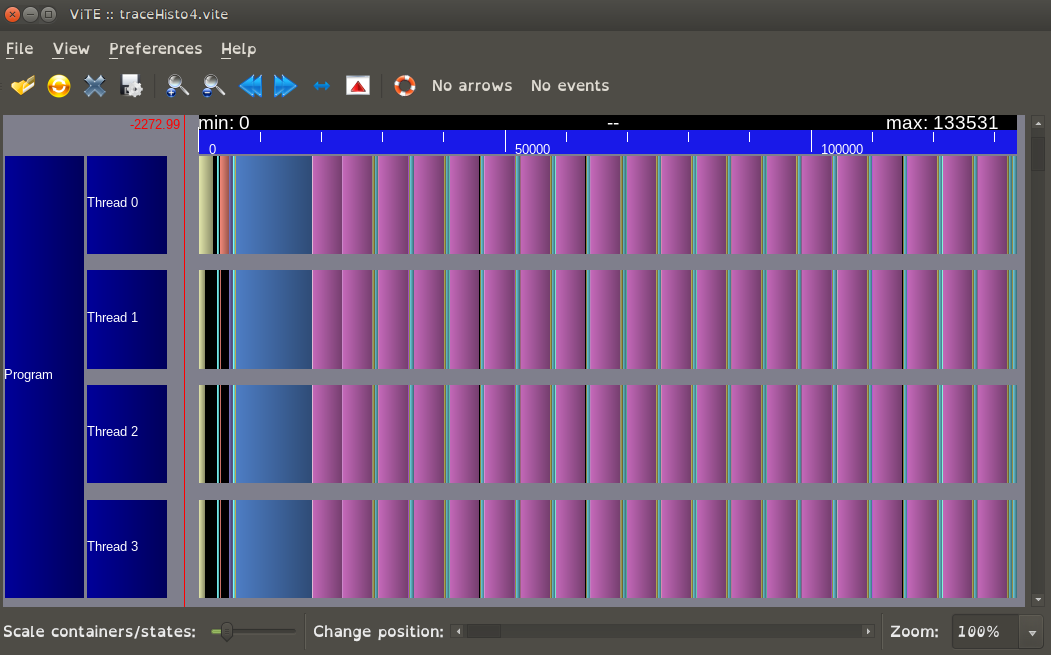 ViTE :: traceHisto4.vite
File View Preferences Help
No arrows No events
-2272.99 min: 0 -- max: 133531
0 50000 100000
Thread 0
Thread 1
Program
Thread 2
Thread 3
Scale containers/states: Change position: Zoom: 100%